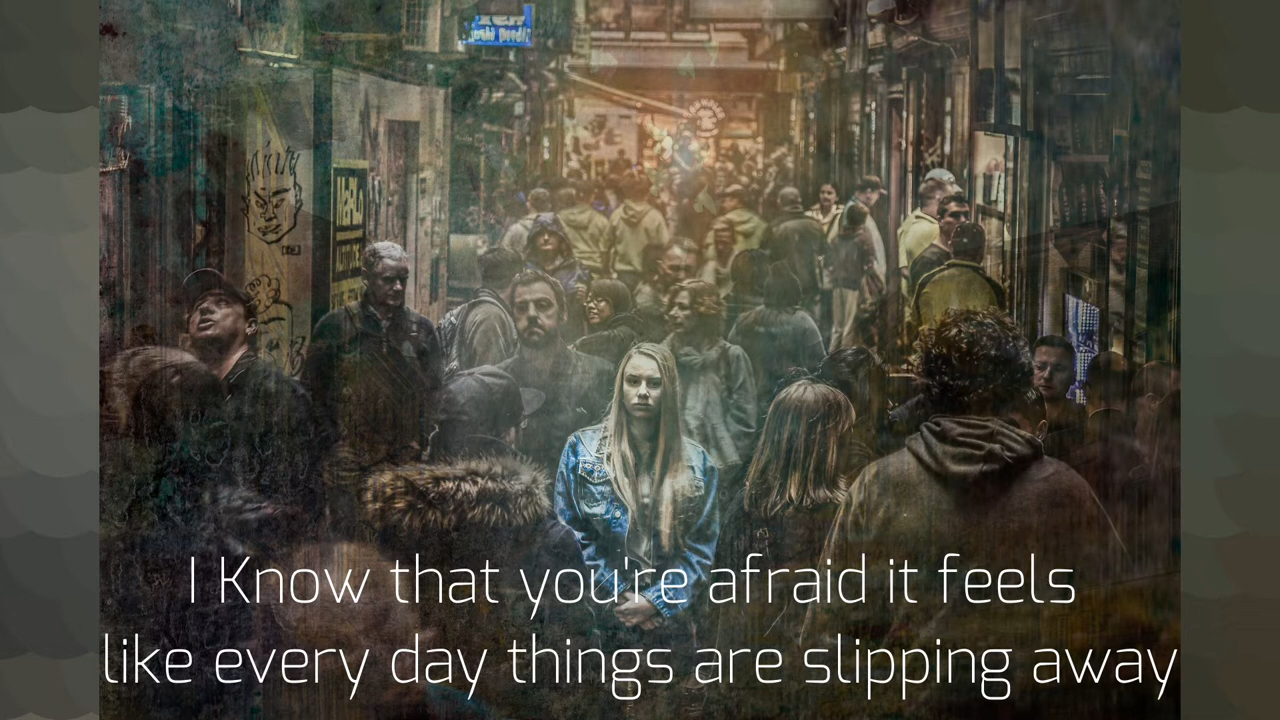 I Know that you're afraid it feels
like every day things are slipping away